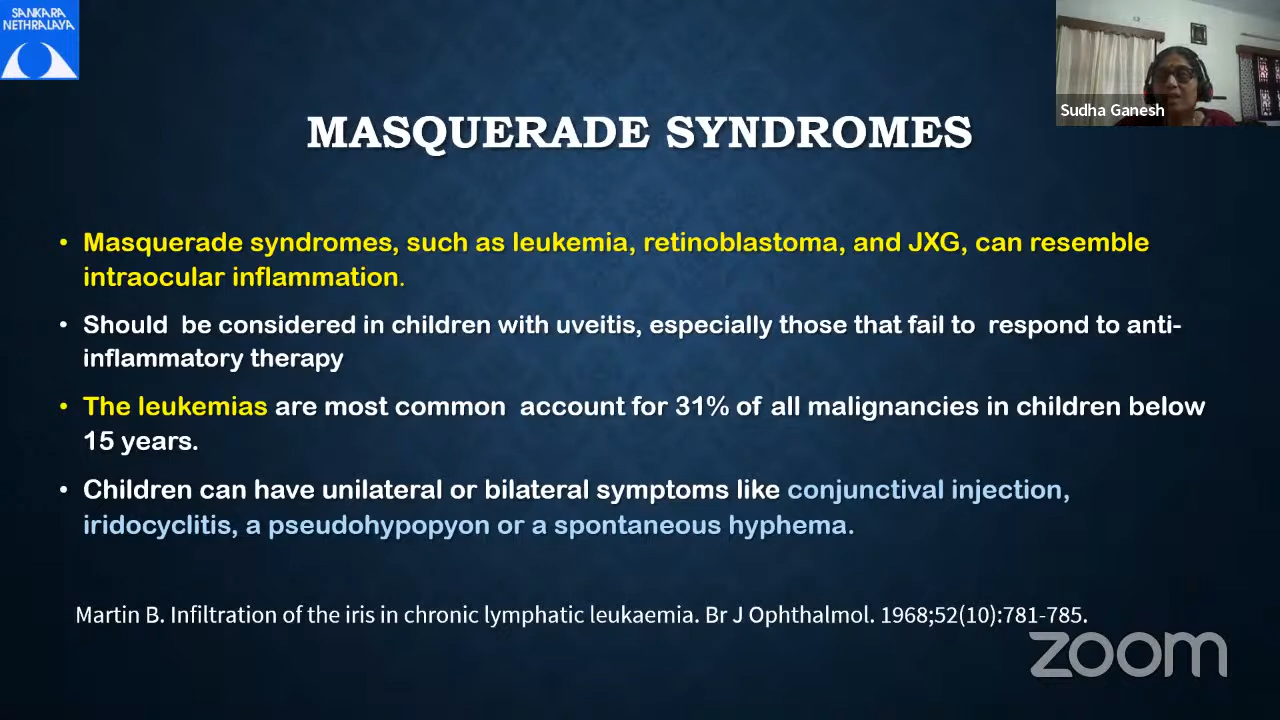 SANKARA
NETHRALAYA
Sudha Ganesh
MASQUERADE SYNDROMES
• Masquerade syndromes, such as leukemia, retinoblastoma, and JXG, can resemble
intraocular inflammation.
• Should be considered in children with uveitis, especially those that fail to respond to anti-
inflammatory therapy
• The leukemias are most common account for 31% of all malignancies in children below
15 years.
• Children can have unilateral or bilateral symptoms like conjunctival injection,
iridocyclitis, a pseudohypopyon or a spontaneous hyphema.
Martin B. Infiltration of the iris in chronic lymphatic leukaemia. Br J Ophthalmol. 1968;52(10):781-785.
zoom